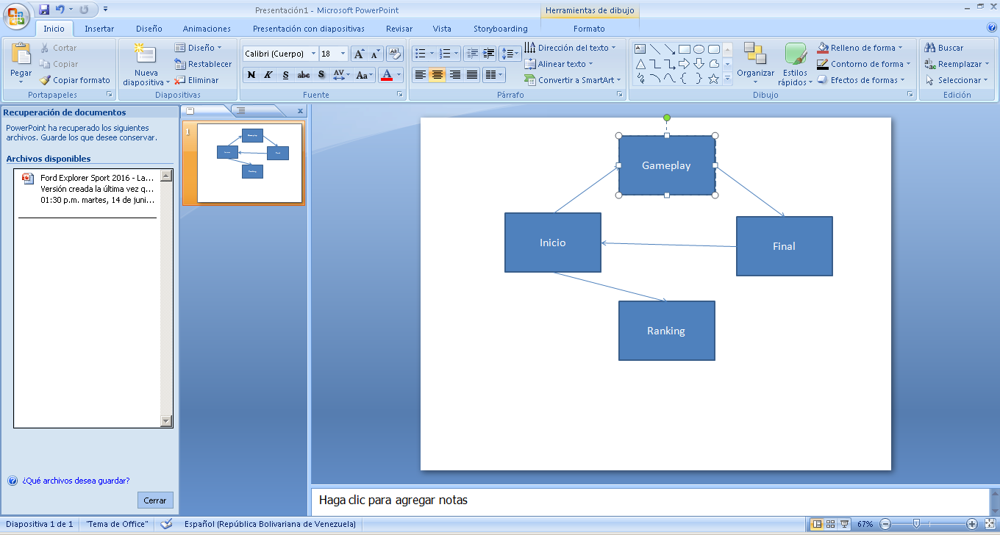 Presentación1 - Microsoft PowerPoint
Herramientas de dibujo
Inicio Insertar Diseño Animaciones Presentación con diapositivas Revisar Vista Storyboarding Formato
Pegar
Cortar
Copiar
Copiar formato
Portapapeles
Nueva diapositiva
Diseño
Restablecer
Eliminar
Diapositivas
Calibri (Cuerpo) 18
N K S abc S AV Aa A
Fuente
Dirección del texto
Alinear texto
Convertir a SmartArt
Párrafo
Organizar
Estilos rápidos
Relleno de forma
Contorno de forma
Efectos de formas
Dibujo
Buscar
Reemplazar
Seleccionar
Edición
Recuperación de documentos
PowerPoint ha recuperado los siguientes
archivos. Guarde los que desee conservar.
Archivos disponibles
Ford Explorer Sport 2016 - La...
Versión creada la última vez q...
01:30 p.m. martes, 14 de juni...
¿Qué archivos desea guardar?
Cerrar
1
Gameplay
Inicio
Final
Ranking
Haga clic para agregar notas
Diapositiva 1 de 1 "Tema de Office" Español (República Bolivariana de Venezuela) 67%